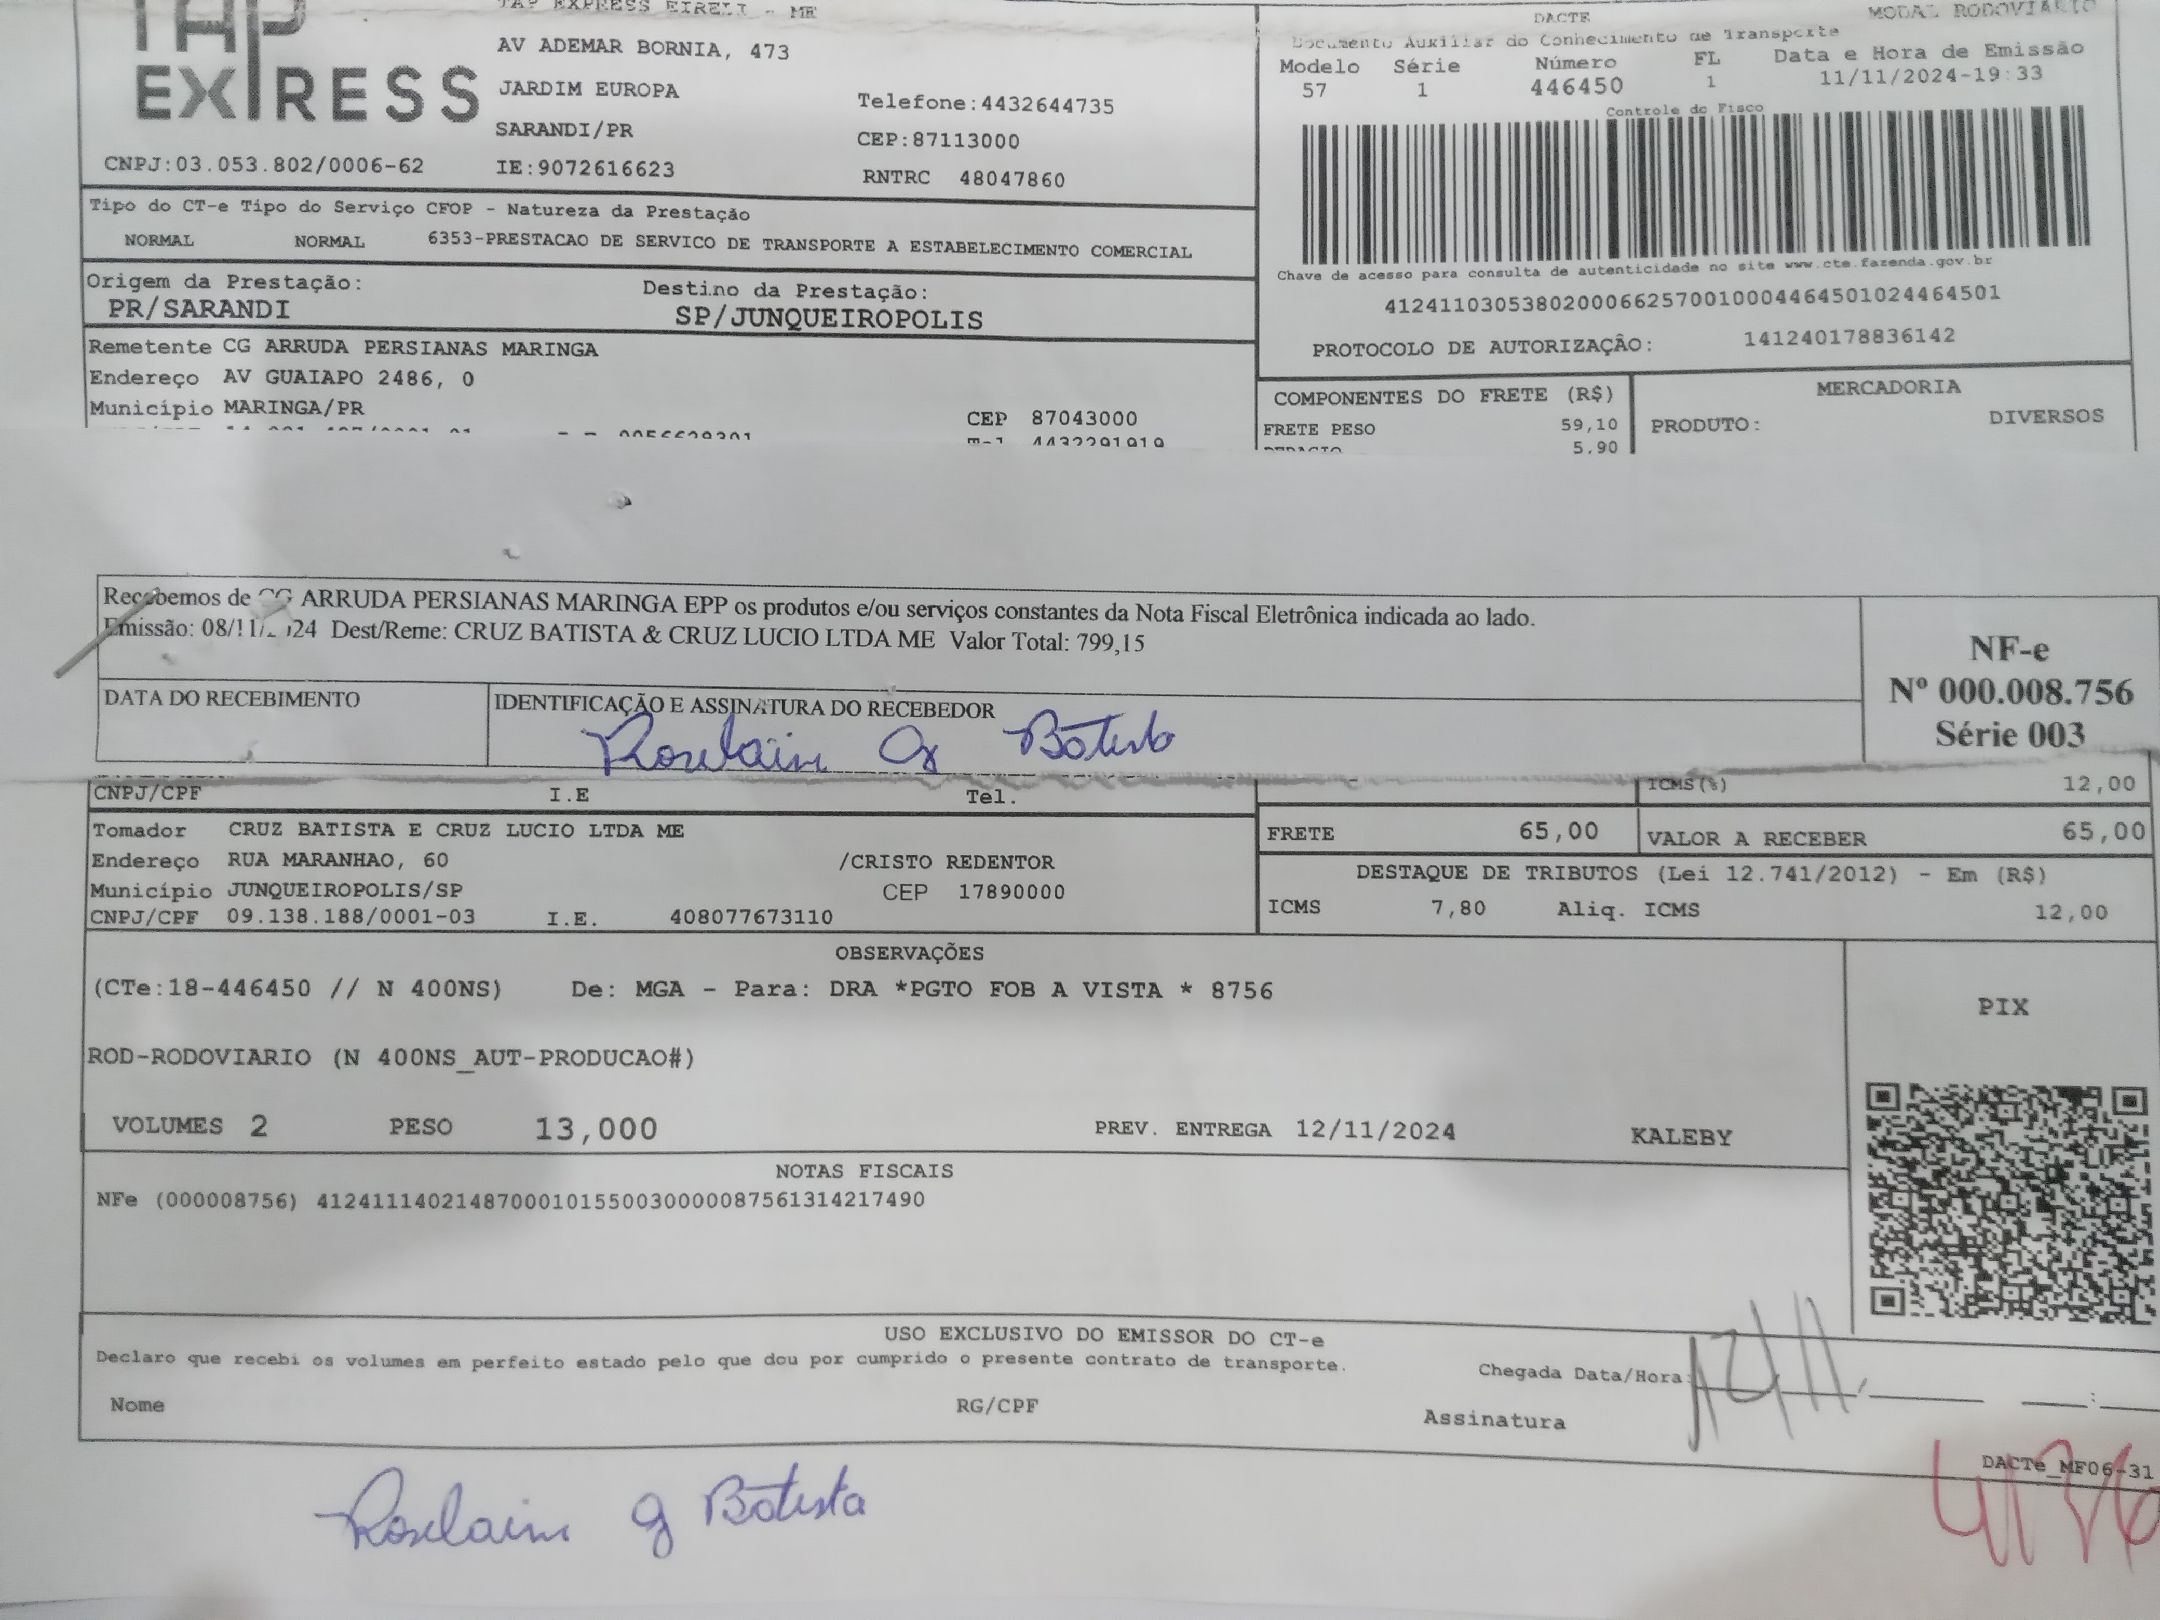 TAP EXPRESS
TAP EXPRESS EIRELI - ME
AV ADEMAR BORNIA, 473
JARDIM EUROPA
Telefone:4432644735
SARANDI/PR
CEP:87113000
CNPJ:03.053.802/0006-62
IE:9072616623
RNTRC 48047860
DACTE
MODAL RODOVIARIO
Documento Auxiliar do Conhecimento de Transporte
Modelo Série Número FL Data e Hora de Emissão
57 1 446450 1 11/11/2024-19:33
Controle do Fisco
Chave de acesso para consulta de autenticidade no site www.cte.fazenda.gov.br
41241103053802000662570010004464501024464501
PROTOCOLO DE AUTORIZAÇÃO: 141240178836142
Tipo do CT-e Tipo do Serviço CFOP - Natureza da Prestação
NORMAL NORMAL 6353-PRESTACAO DE SERVICO DE TRANSPORTE A ESTABELECIMENTO COMERCIAL
Origem da Prestação: Destino da Prestação:
PR/SARANDI SP/JUNQUEIROPOLIS
Remetente CG ARRUDA PERSIANAS MARINGA
Endereço AV GUAIAPO 2486, 0
Município MARINGA/PR CEP 87043000
COMPONENTES DO FRETE (R$)
FRETE PESO 59,10
5,90
MERCADORIA
PRODUTO: DIVERSOS
Recebemos de CG ARRUDA PERSIANAS MARINGA EPP os produtos e/ou serviços constantes da Nota Fiscal Eletrônica indicada ao lado.
Emissão: 08/11/2024 Dest/Reme: CRUZ BATISTA & CRUZ LUCIO LTDA ME Valor Total: 799,15
NF-e
Nº 000.008.756
Série 003
DATA DO RECEBIMENTO
IDENTIFICAÇÃO E ASSINATURA DO RECEBEDOR
Batista
CNPJ/CPF I.E Tel.
ICMS(%) 12,00
Tomador CRUZ BATISTA E CRUZ LUCIO LTDA ME
Endereço RUA MARANHAO, 60 /CRISTO REDENTOR
Município JUNQUEIROPOLIS/SP CEP 17890000
CNPJ/CPF 09.138.188/0001-03 I.E. 408077673110
FRETE 65,00 VALOR A RECEBER 65,00
DESTAQUE DE TRIBUTOS (Lei 12.741/2012) - Em (R$)
ICMS 7,80 Aliq. ICMS 12,00
OBSERVAÇÕES
(CTe:18-446450 // N 400NS) De: MGA - Para: DRA *PGTO FOB A VISTA * 8756
ROD-RODOVIARIO (N 400NS_AUT-PRODUCAO#)
VOLUMES 2 PESO 13,000 PREV. ENTREGA 12/11/2024 KALEBY
PIX
NOTAS FISCAIS
NFe (000008756) 41241114021487000101550030000087561314217490
USO EXCLUSIVO DO EMISSOR DO CT-e
Declaro que recebi os volumes em perfeito estado pelo que dou por cumprido o presente contrato de transporte.
Chegada Data/Hora:
Nome RG/CPF Assinatura
DACTe_MF06-31
Batista